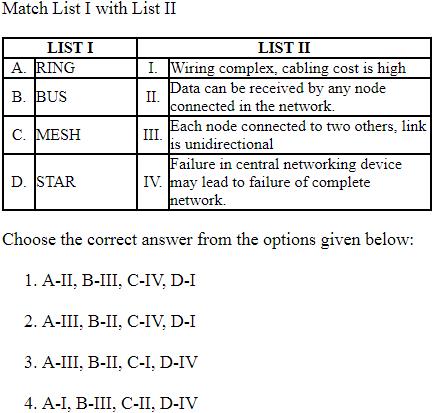 Match List I with List II
LIST I LIST II
A. RING I. Wiring complex, cabling cost is high
B. BUS II. Data can be received by any node
connected in the network.
C. MESH III. Each node connected to two others, link
is unidirectional
D. STAR IV. Failure in central networking device
may lead to failure of complete
network.
Choose the correct answer from the options given below:
1. A-II, B-III, C-IV, D-I
2. A-III, B-II, C-IV, D-I
3. A-III, B-II, C-I, D-IV
4. A-I, B-III, C-II, D-IV